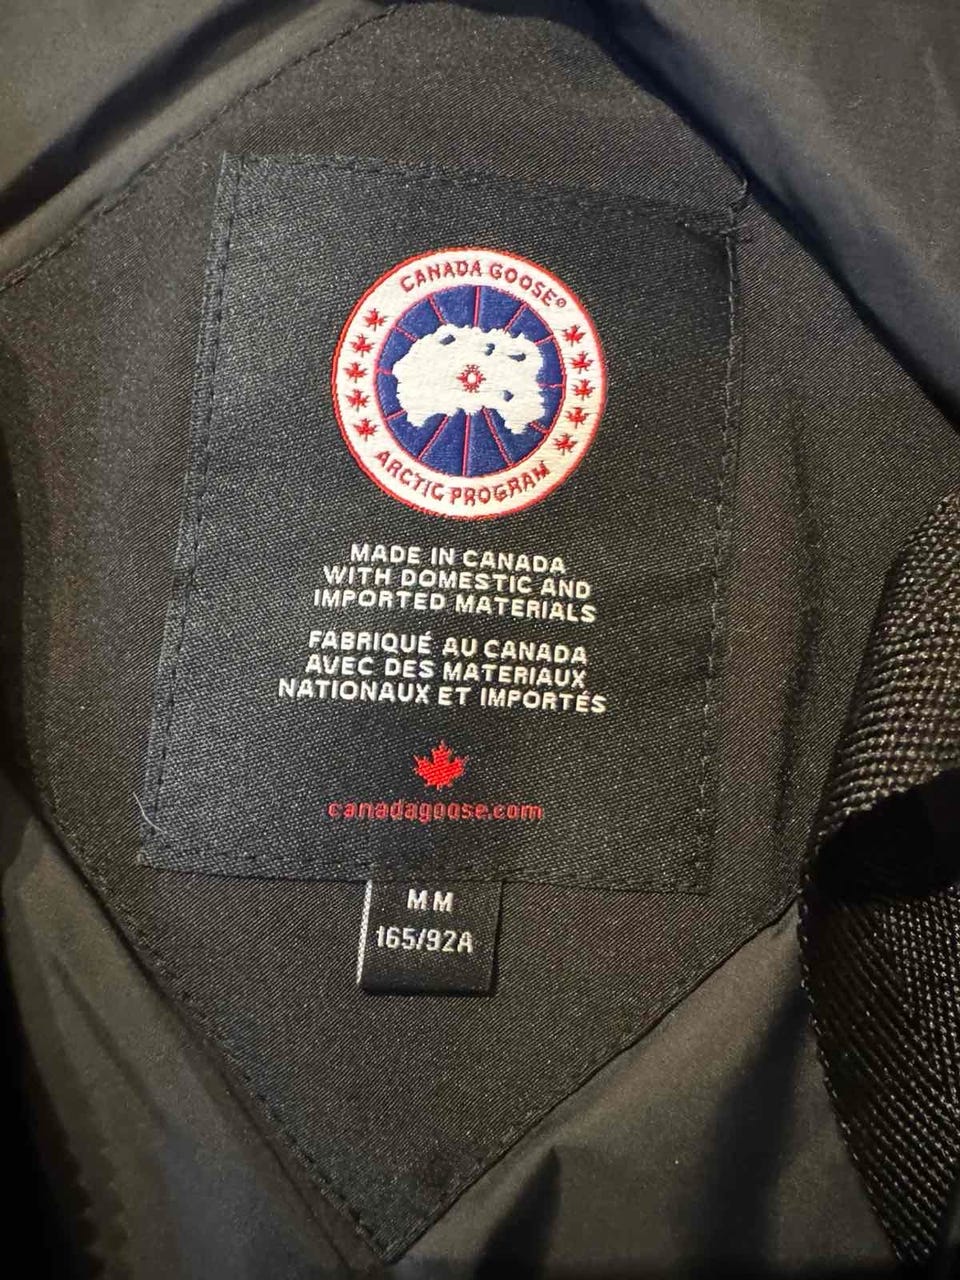 CANADA GOOSE®
ARCTIC PROGRAM
MADE IN CANADA
WITH DOMESTIC AND
IMPORTED MATERIALS
FABRIQUÉ AU CANADA
AVEC DES MATERIAUX
NATIONAUX ET IMPORTÉS
canadagoose.com
MM
165/92A